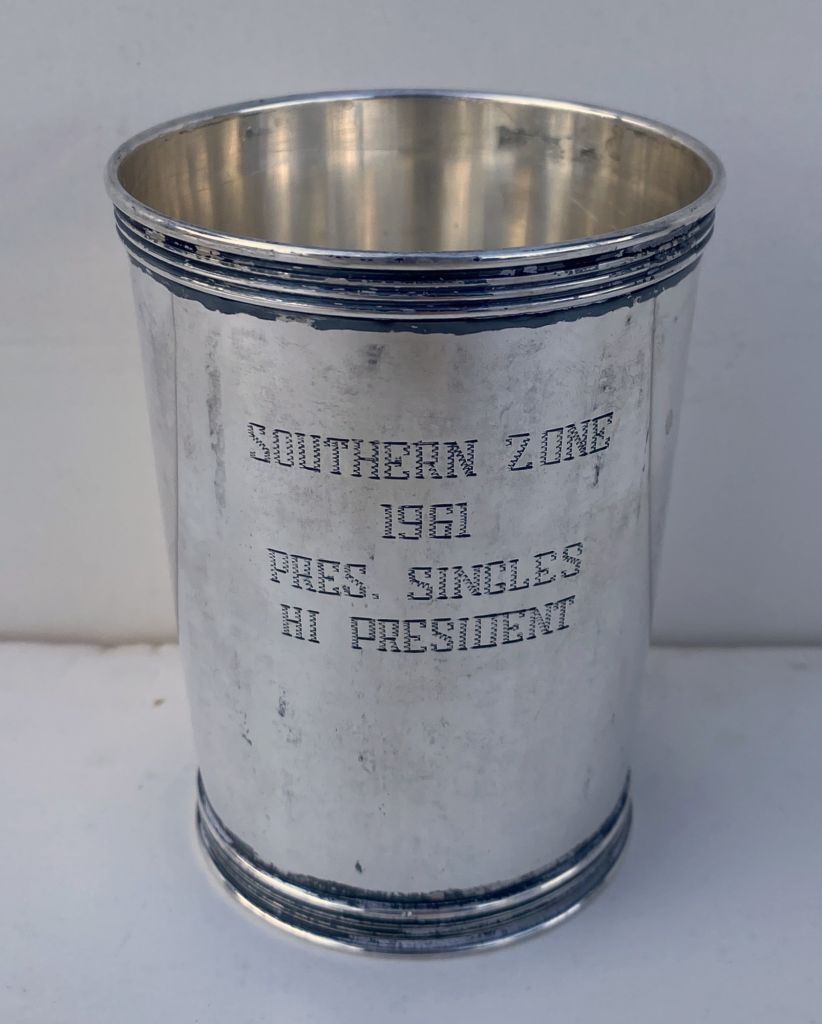 SOUTHERN ZONE
1961
PRES. SINGLES
HI PRESIDENT